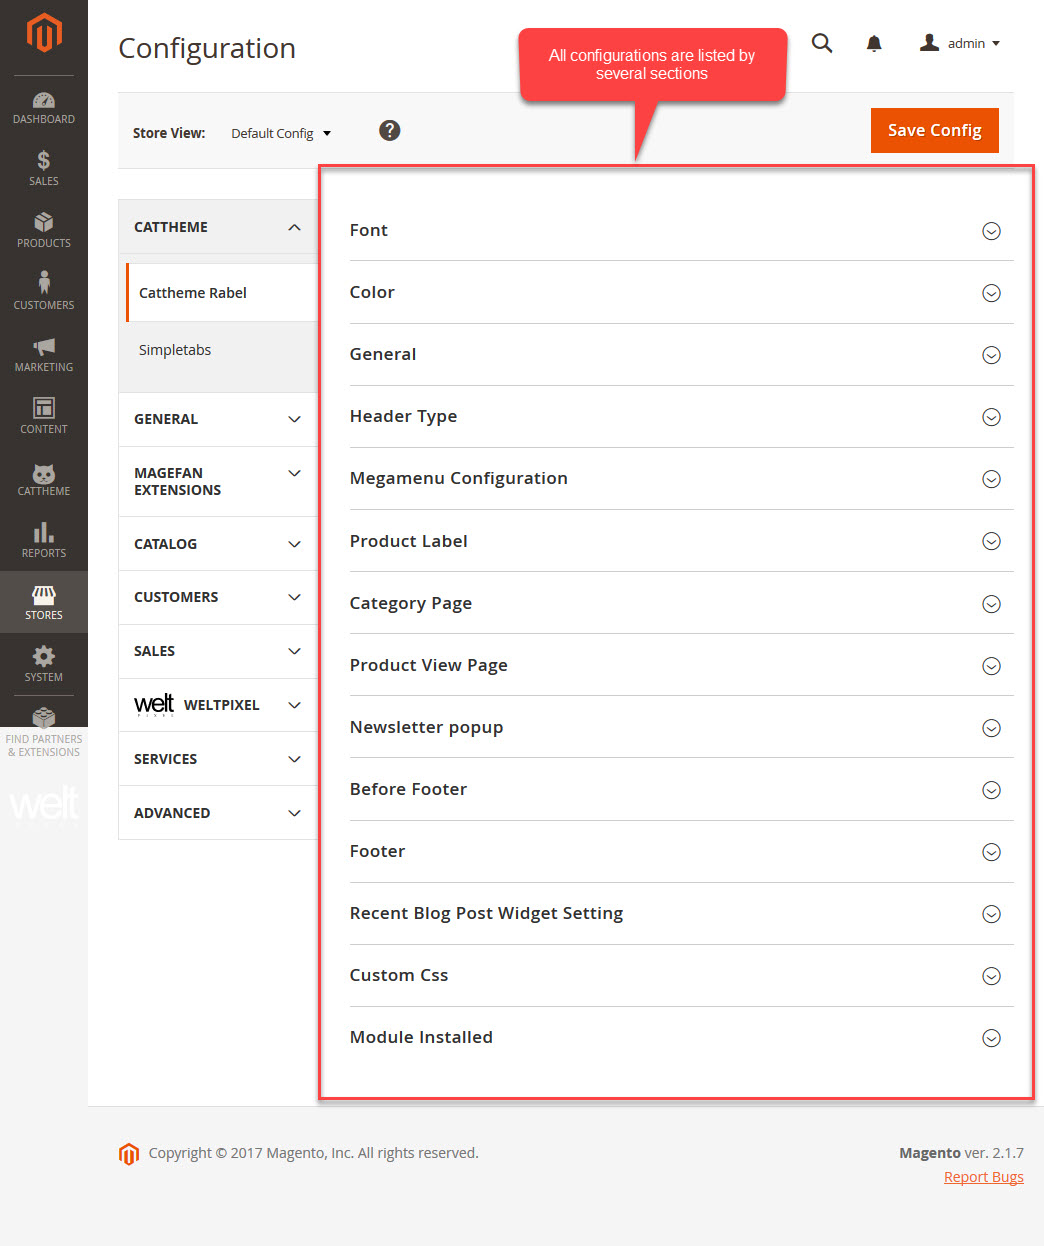 Configuration
All configurations are listed by
several sections
admin
Store View: Default Config
?
Save Config
DASHBOARD
SALES
PRODUCTS
CUSTOMERS
MARKETING
CONTENT
CATTHEME
REPORTS
STORES
SYSTEM
FIND PARTNERS
& EXTENSIONS
welt
CATTHEME
Cattheme Rabel
Simpletabs
GENERAL
MAGEFAN
EXTENSIONS
CATALOG
CUSTOMERS
SALES
welt WELTPIXEL
PIXEL
SERVICES
ADVANCED
Font
Color
General
Header Type
Megamenu Configuration
Product Label
Category Page
Product View Page
Newsletter popup
Before Footer
Footer
Recent Blog Post Widget Setting
Custom Css
Module Installed
Copyright © 2017 Magento, Inc. All rights reserved.
Magento ver. 2.1.7
Report Bugs